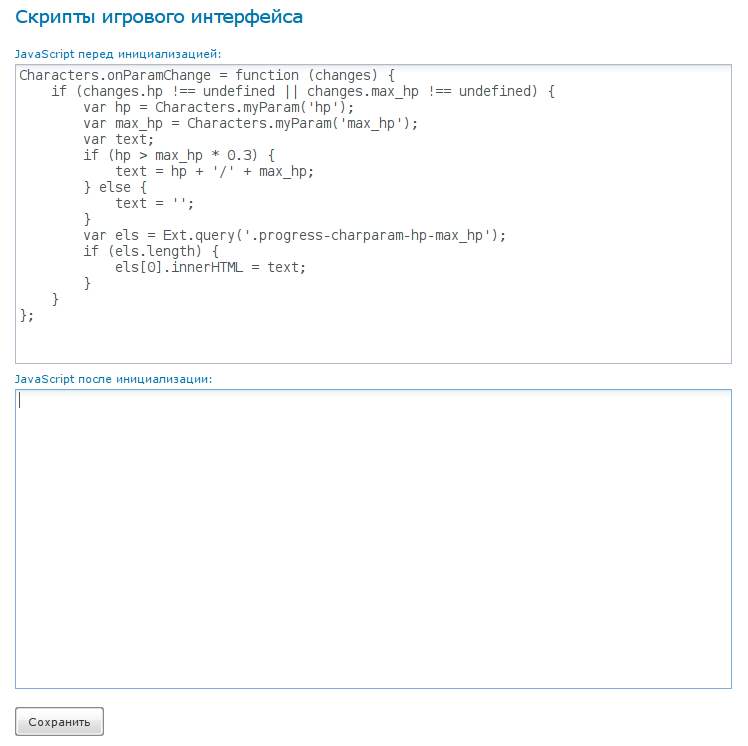 Скрипты игрового интерфейса
JavaScript перед инициализацией:
Characters.onParamChange = function (changes) {
    if (changes.hp !== undefined || changes.max_hp !== undefined) {
        var hp = Characters.myParam('hp');
        var max_hp = Characters.myParam('max_hp');
        var text;
        if (hp > max_hp * 0.3) {
            text = hp + '/' + max_hp;
        } else {
            text = '';
        }
        var els = Ext.query('.progress-charparam-hp-max_hp');
        if (els.length) {
            els[0].innerHTML = text;
        }
    }
};
JavaScript после инициализации:
Сохранить